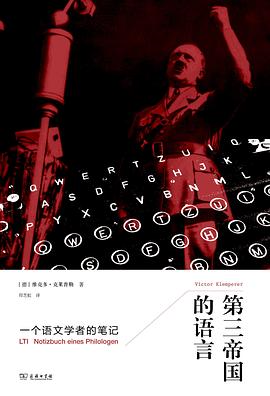 Q W E R T Z U I
A S D F G H J K
Y X C V B N M
Victor Klemperer
第三帝国
的语言
[德] 维克多·克莱普勒 著
印芝虹 译
一个语文学者的笔记
LTI Notizbuch eines Philologen
商务印书馆